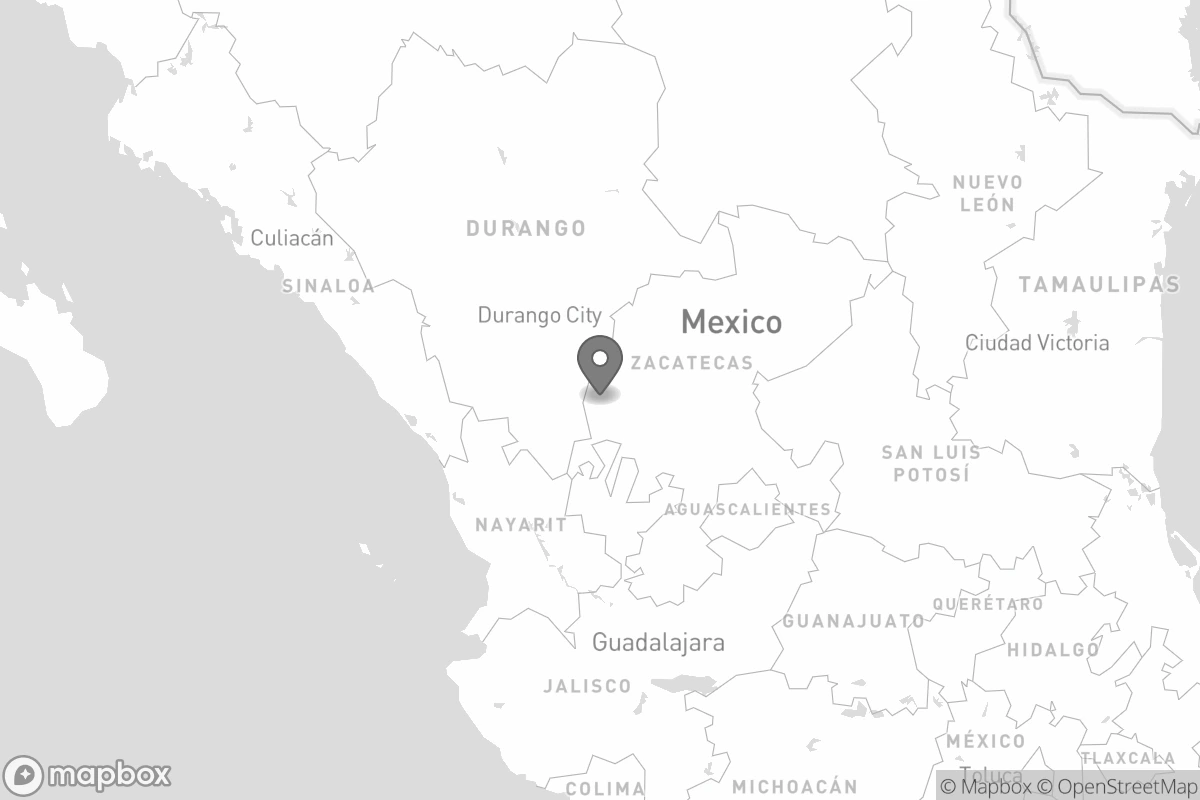 NUEVO
LEÓN
DURANGO
Culiacán
SINALOA
TAMAULIPAS
Durango City
Mexico
Ciudad Victoria
ZACATECAS
SAN LUIS
POTOSÍ
AGUASCALIENTES
NAYARIT
QUERÉTARO
GUANAJUATO
Guadalajara
HIDALGO
JALISCO
MÉXICO
TLAXCALA
Toluca
mapbox
COLIMA
MICHOACÁN
© Mapbox © OpenStreetMap